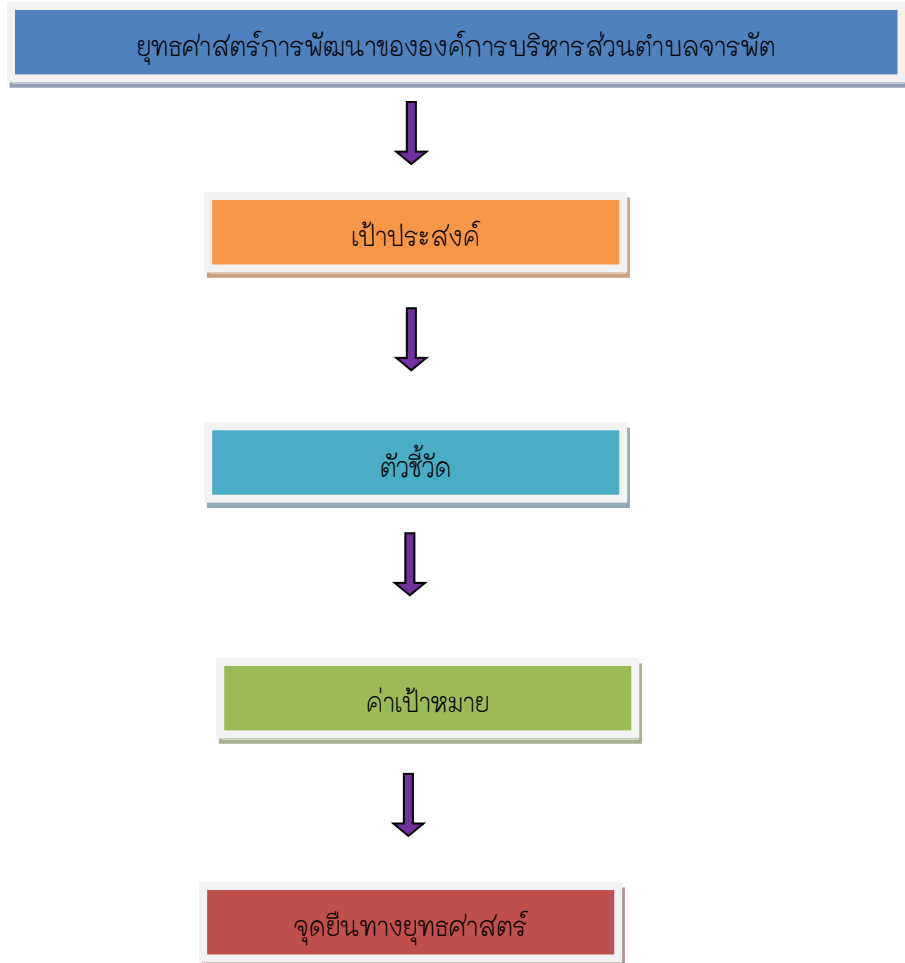 ยุทธศาสตร์การพัฒนาขององค์การบริหารส่วนตำบลจารพัต
เป้าประสงค์
ตัวชี้วัด
ค่าเป้าหมาย
จุดยืนทางยุทธศาสตร์